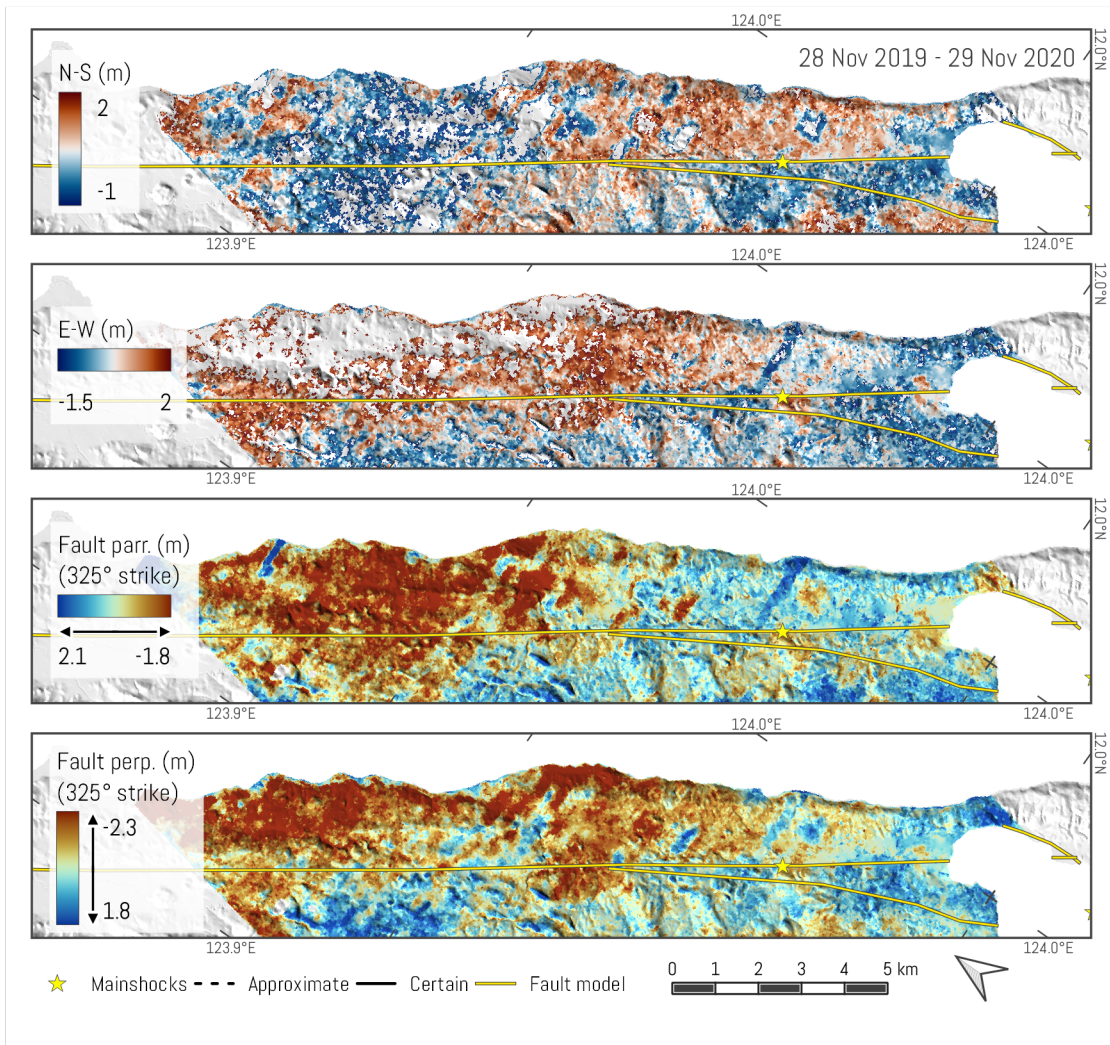 124.0°E
12.0°N
N-S (m)
28 Nov 2019 - 29 Nov 2020
2
-1
123.9°E
124.0°E
124.0°E
12.0°N
E-W (m)
-1.5 2
123.9°E
124.0°E
124.0°E
12.0°N
Fault parr. (m)
(325° strike)
2.1 -1.8
123.9°E
124.0°E
124.0°E
12.0°N
Fault perp. (m)
(325° strike)
-2.3
1.8
123.9°E
124.0°E
Mainshocks
Approximate
Certain
Fault model
0 1 2 3 4 5 km